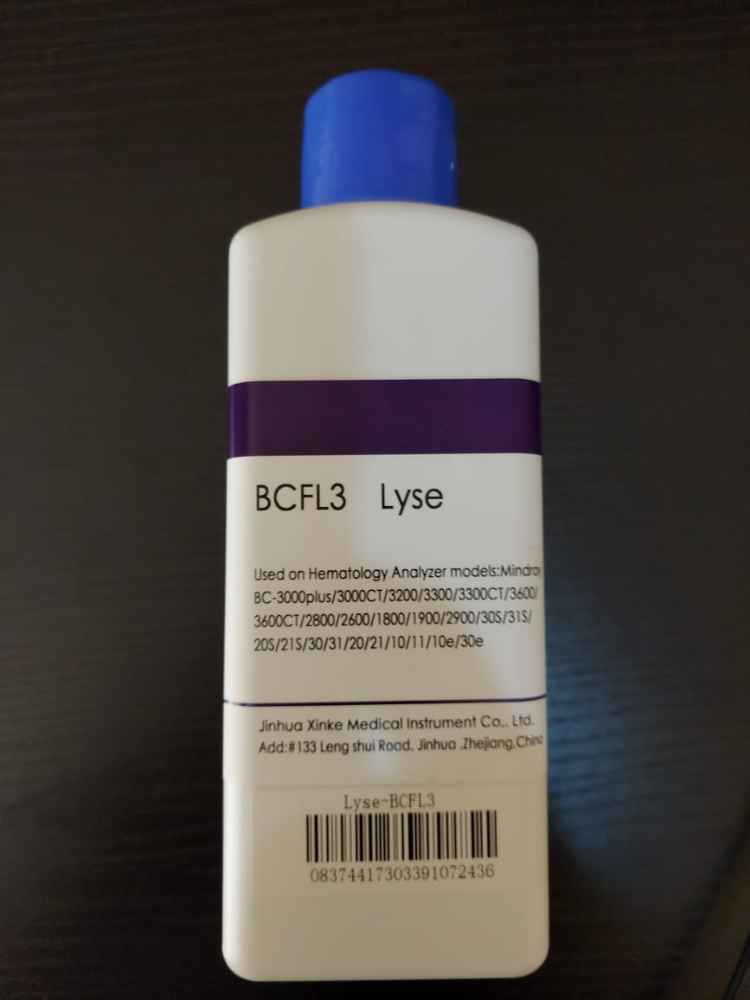 BCFL3 Lyse
Used on Hematology Analyzer models:Mindray
BC-3000plus/3000CT/3200/3300/3300CT/3600/
3600CT/2800/2600/1800/1900/2900/30S/31S/
20S/21S/30/31/20/21/10/11/10e/30e
Jinhua Xinke Medical Instrument Co., Ltd.
Add:#133 Leng shui Road, Jinhua ,Zhejiang,China
Lyse-BCFL3
08374417303391072436